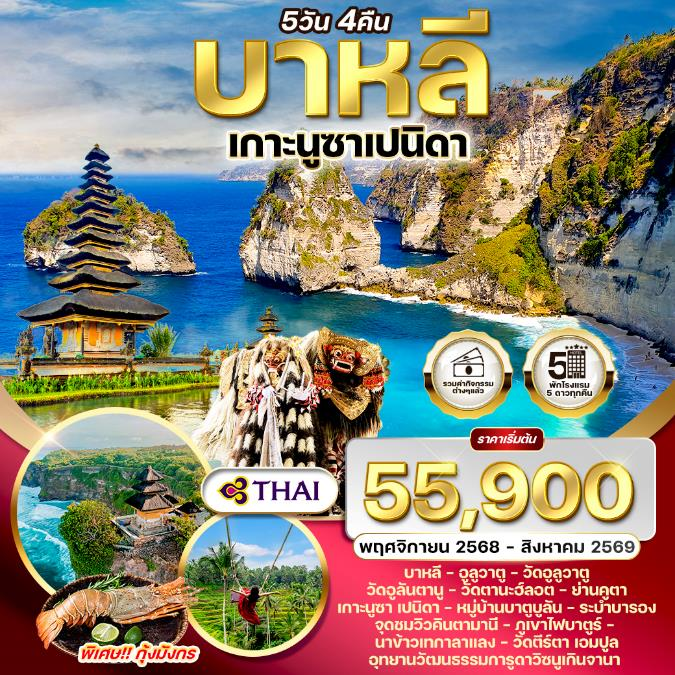 5วัน 4คืน
บาหลี
เกาะนูซาเปนิดา
รวมค่ากิจกรรม
ต่างๆแล้ว
5
พักโรงแรม
5 ดาวทุกคืน
ราคาเริ่มต้น
THAI
55,900
พฤศจิกายน 2568 - สิงหาคม 2569
บาหลี - อูลูวาตู - วัดอูลูวาตู
วัดอูลันดานู - วัดตานะฮ์ลอต - ย่านคูตา
เกาะนูซา เปนิดา - หมู่บ้านบาตูบูลัน - ระบำบารอง
จุดชมวิวคินตามานี - ภูเขาไฟบาตูร์ -
นาข้าวเทกาลาแลง - วัดตีร์ตา เอมปูล
อุทยานวัฒนธรรมการูดาวิซนูเกินจานา
พิเศษ!! กุ้งมังกร